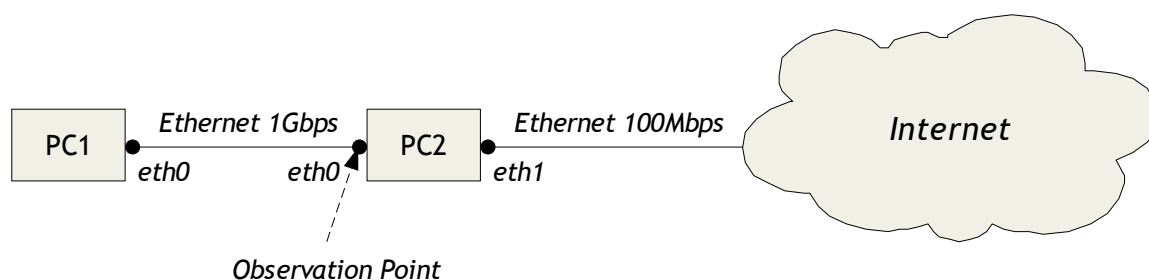 Ethernet 1Gbps
Ethernet 100Mbps
PC1
PC2
Internet
eth0
eth0
eth1
Observation Point